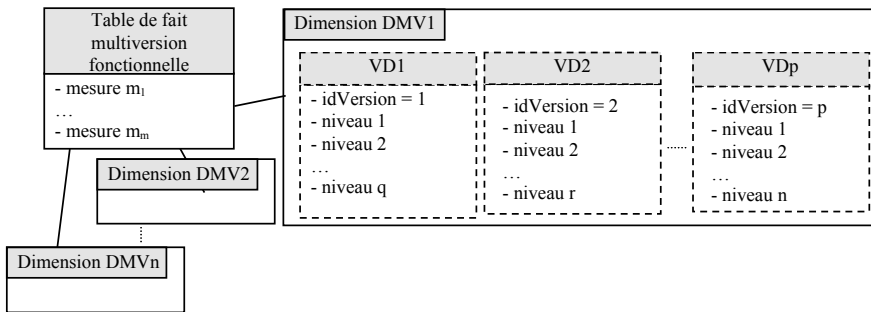 Table de fait
multiversion
fonctionnelle
- mesure m1
…
- mesure mm
Dimension DMV1
VD1
- idVersion = 1
- niveau 1
- niveau 2
…
- niveau q
VD2
- idVersion = 2
- niveau 1
- niveau 2
…
- niveau r
......
VDp
- idVersion = p
- niveau 1
- niveau 2
…
- niveau n
Dimension DMV2
Dimension DMVn